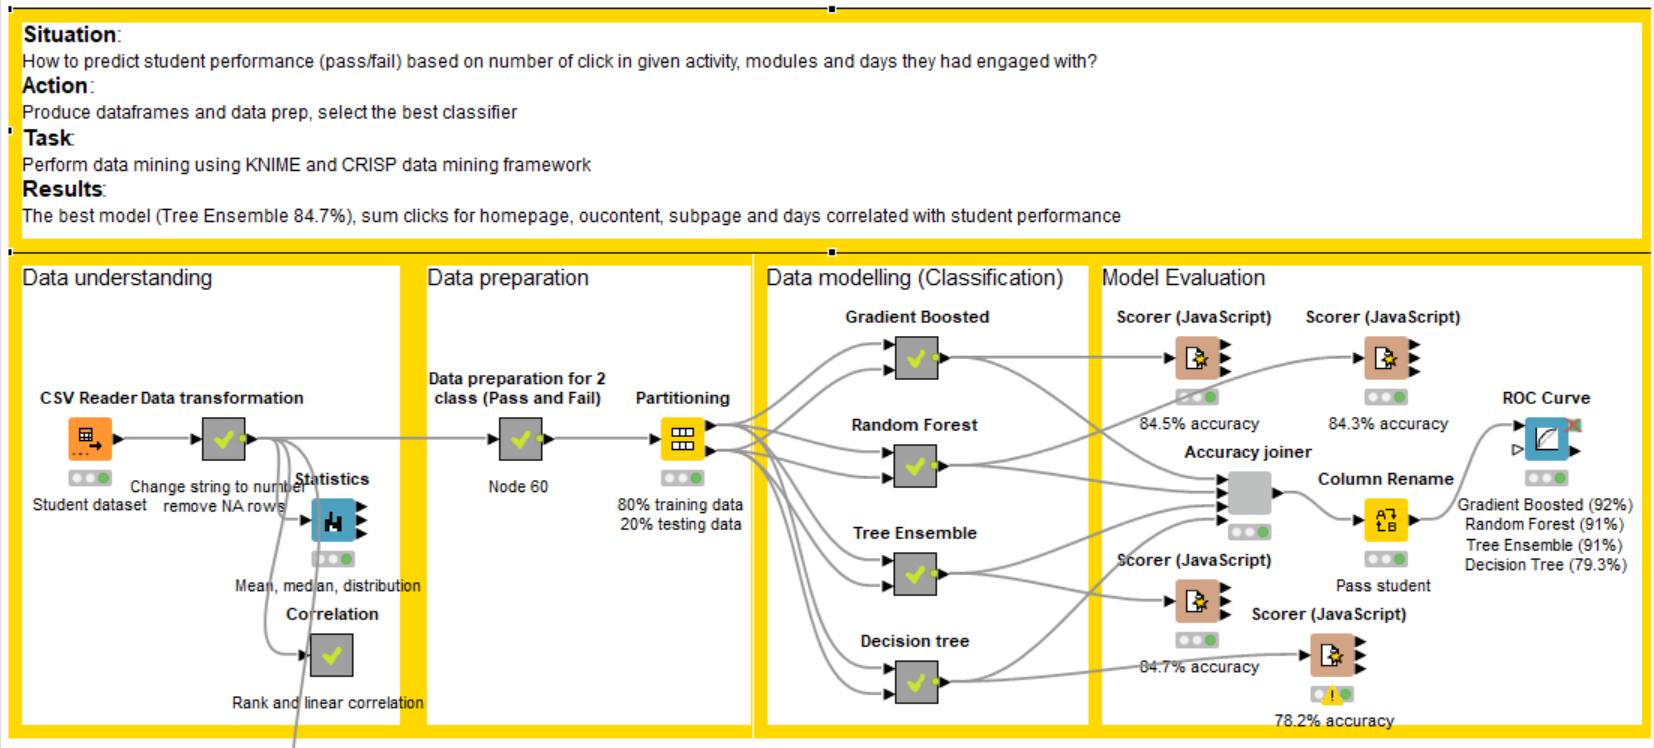 Situation:
How to predict student performance (pass/fail) based on number of click in given activity, modules and days they had engaged with?
Action:
Produce dataframes and data prep, select the best classifier
Task:
Perform data mining using KNIME and CRISP data mining framework
Results:
The best model (Tree Ensemble 84.7%), sum clicks for homepage, oucontent, subpage and days correlated with student performance
Data understanding
CSV Reader
Student dataset
Data transformation
Change string to number
remove NA rows
Statistics
Mean, median, distribution
Correlation
Rank and linear correlation
Data preparation
Data preparation for 2
class (Pass and Fail)
Node 60
Partitioning
80% training data
20% testing data
Data modelling (Classification)
Gradient Boosted
Random Forest
Tree Ensemble
Decision tree
Model Evaluation
Scorer (JavaScript)
84.5% accuracy
Scorer (JavaScript)
84.3% accuracy
Accuracy joiner
Scorer (JavaScript)
84.7% accuracy
Scorer (JavaScript)
78.2% accuracy
Column Rename
A
B
Pass student
ROC Curve
Gradient Boosted (92%)
Random Forest (91%)
Tree Ensemble (91%)
Decision Tree (79.3%)